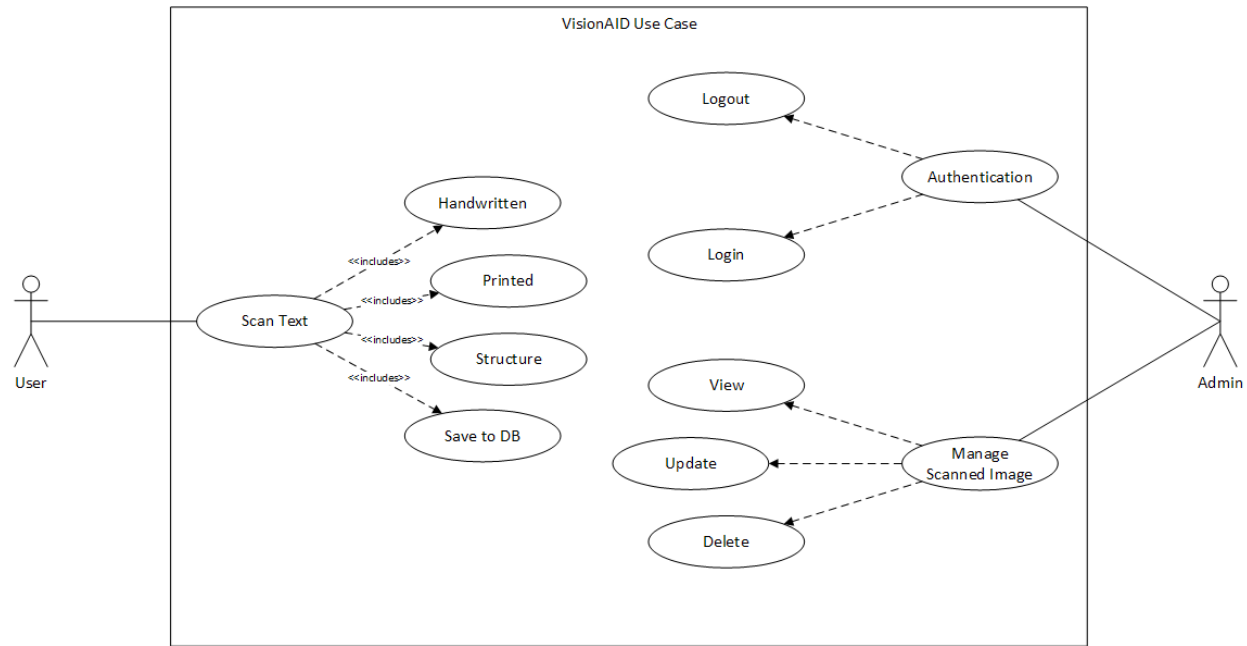 VisionAID Use Case
Logout
Authentication
Handwritten
Login
<<includes>>
Printed
<<includes>>
Scan Text
<<includes>>
Structure
<<includes>>
User
View
Admin
Save to DB
Update
Manage
Scanned Image
Delete